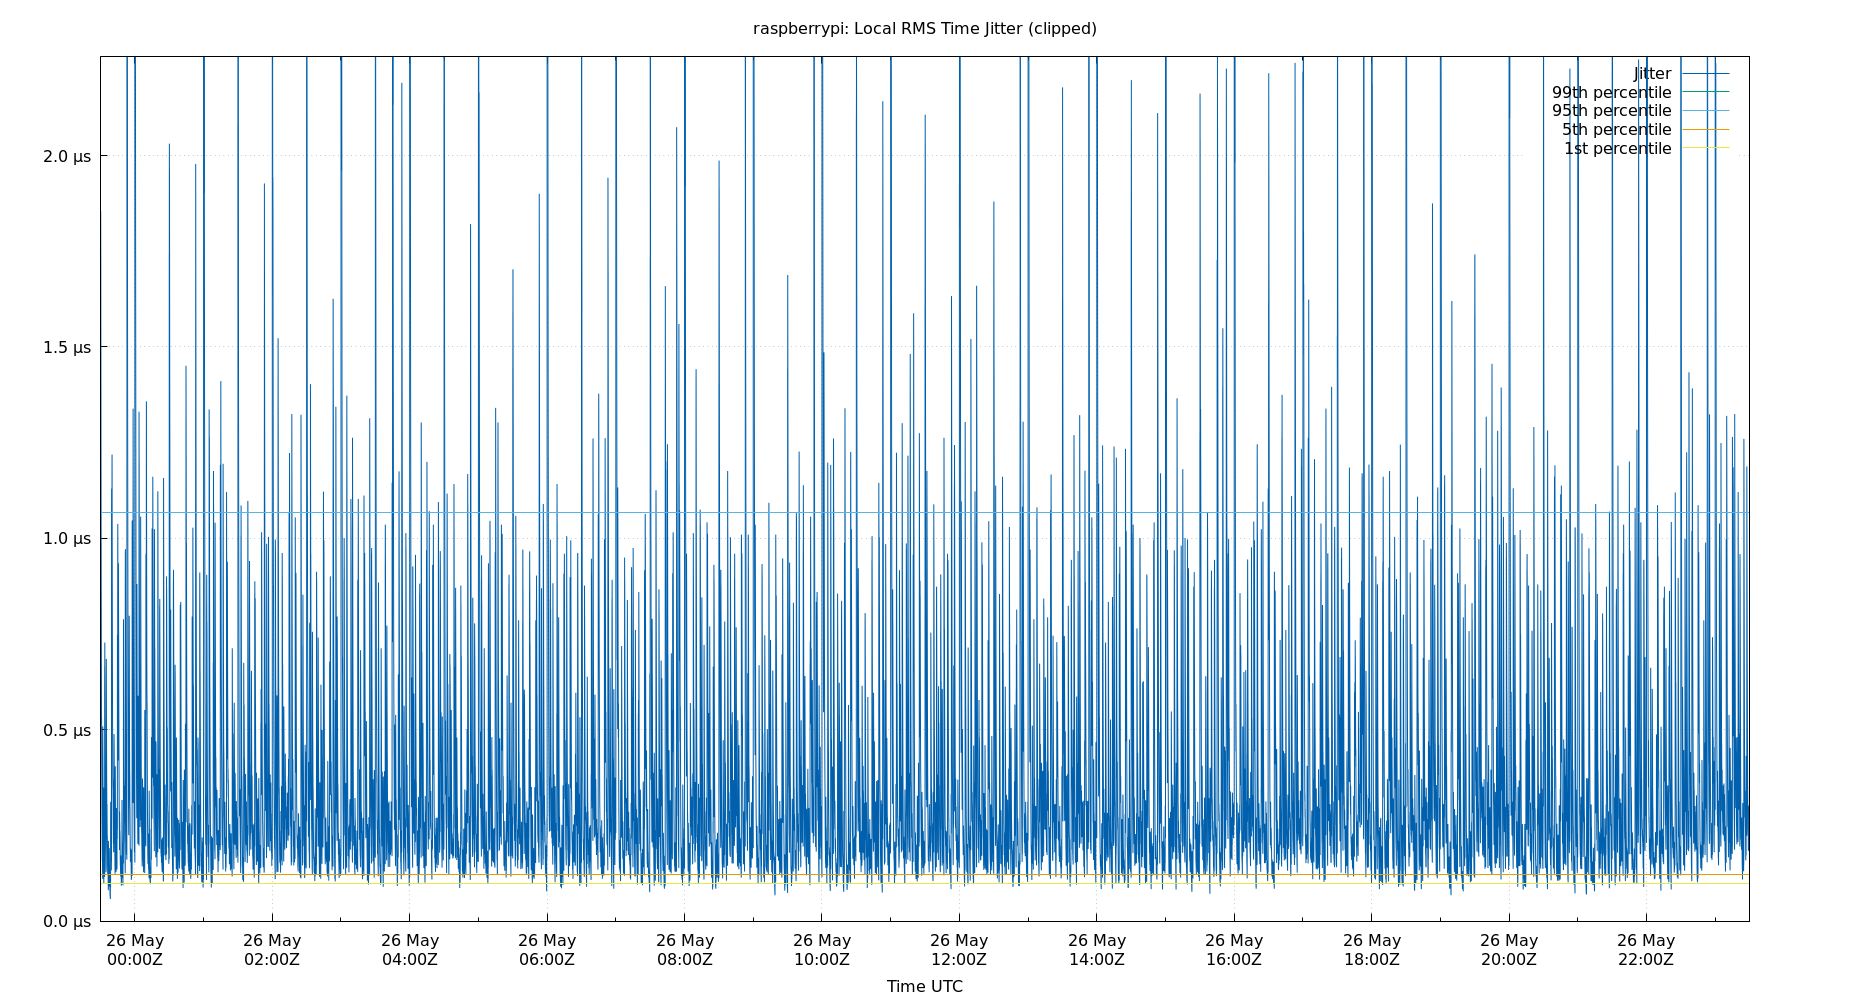 raspberrypi: Local RMS Time Jitter (clipped)
Jitter
99th percentile
95th percentile
5th percentile
1st percentile
2.0 µs
1.5 µs
1.0 µs
0.5 µs
0.0 µs
26 May 26 May 26 May 26 May 26 May 26 May 26 May 26 May 26 May 26 May 26 May 26 May
00:00Z 02:00Z 04:00Z 06:00Z 08:00Z 10:00Z 12:00Z 14:00Z 16:00Z 18:00Z 20:00Z 22:00Z
Time UTC